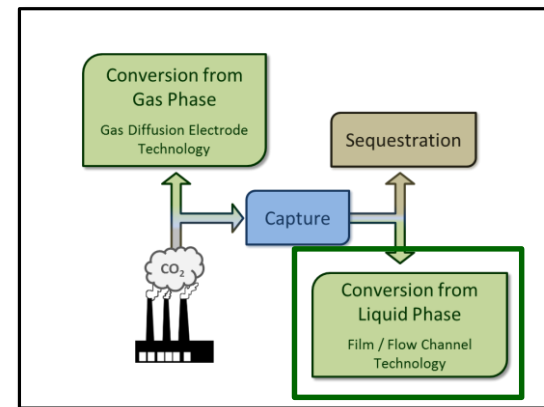 Conversion from
Gas Phase
Gas Diffusion Electrode
Technology
Sequestration
Capture
CO₂
Conversion from
Liquid Phase
Film / Flow Channel
Technology